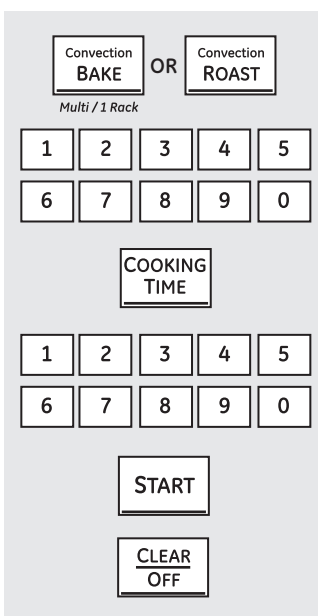 Convection Convection
BAKE OR ROAST
Multi / 1 Rack
1 2 3 4 5
6 7 8 9 0
COOKING
TIME
1 2 3 4 5
6 7 8 9 0
START
CLEAR
OFF